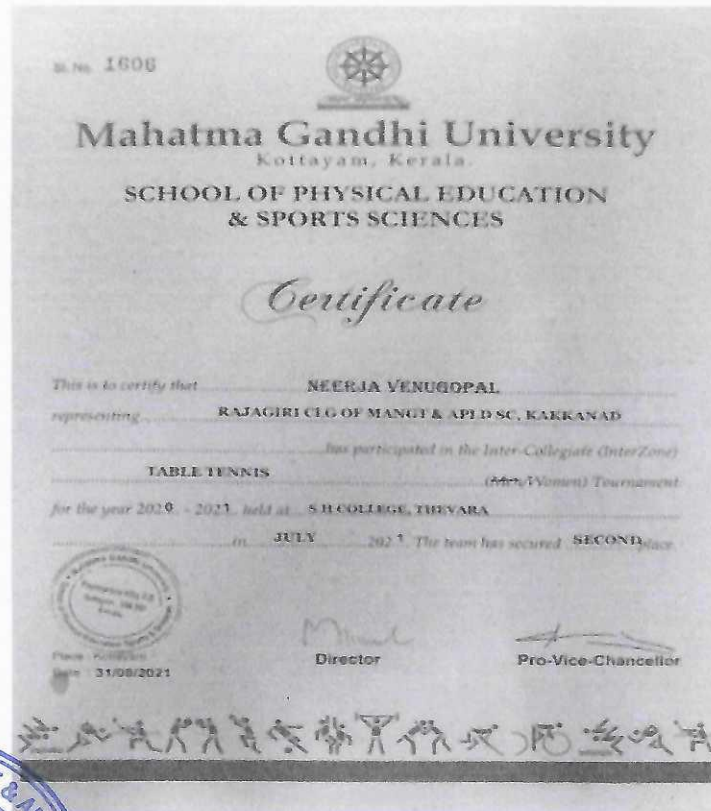 Sl. No. 1606
Mahatma Gandhi University
Kottayam, Kerala.
SCHOOL OF PHYSICAL EDUCATION
& SPORTS SCIENCES
Certificate
This is to certify that NEERJA VENUGOPAL
representing RAJAGIRI CLG OF MANGT & APLD SC, KAKKANAD
has participated in the Inter-Collegiate (InterZone)
TABLE TENNIS (Men/Women) Tournament
for the year 2020 - 2021 held at S H COLLEGE, THEVARA
in JULY 2021 The team has secured SECOND place.
Director
Pro-Vice-Chancellor
Place : Kottayam
Date : 31/08/2021